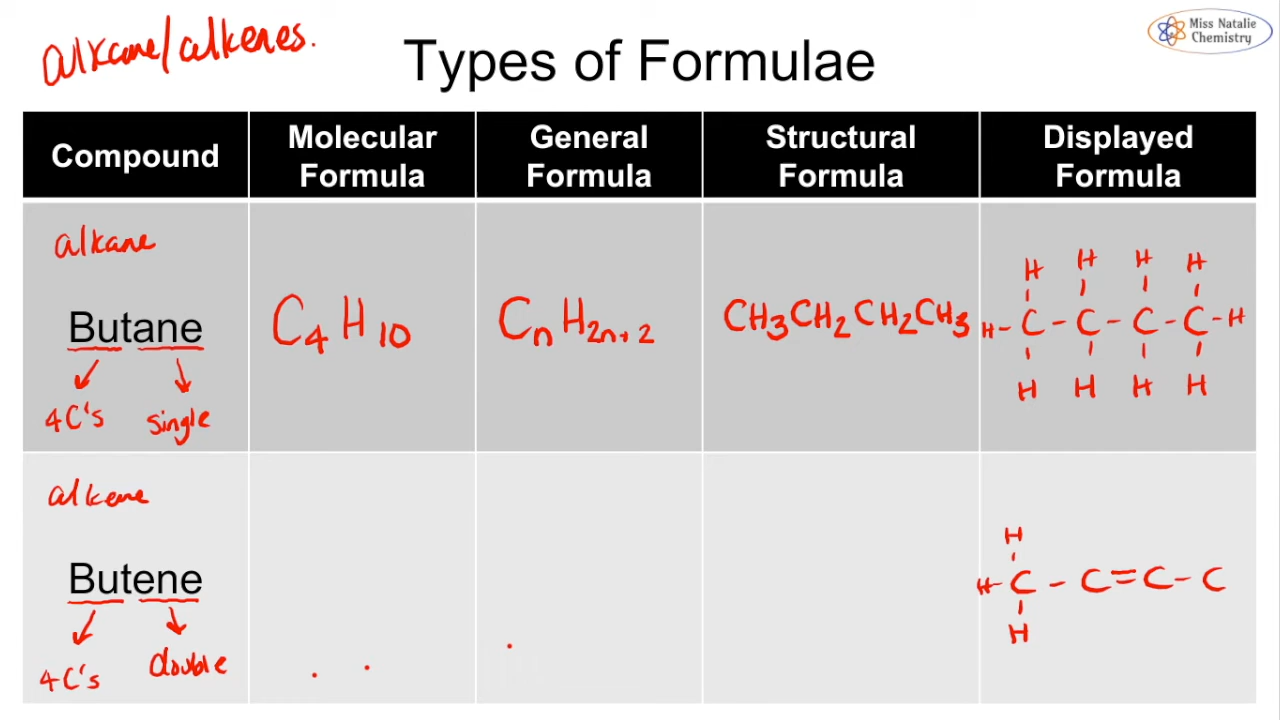 alkane/alkenes.
Types of Formulae
Miss Natalie
Chemistry
Compound
Molecular
Formula
General
Formula
Structural
Formula
Displayed
Formula
alkane
Butane
4C's
single
C4H10
CnH2n+2
CH3CH2CH2CH3
H H H H
H-C-C-C-C-H
H H H H
alkene
Butene
4C's
double
H
H-C-C=C-C
H